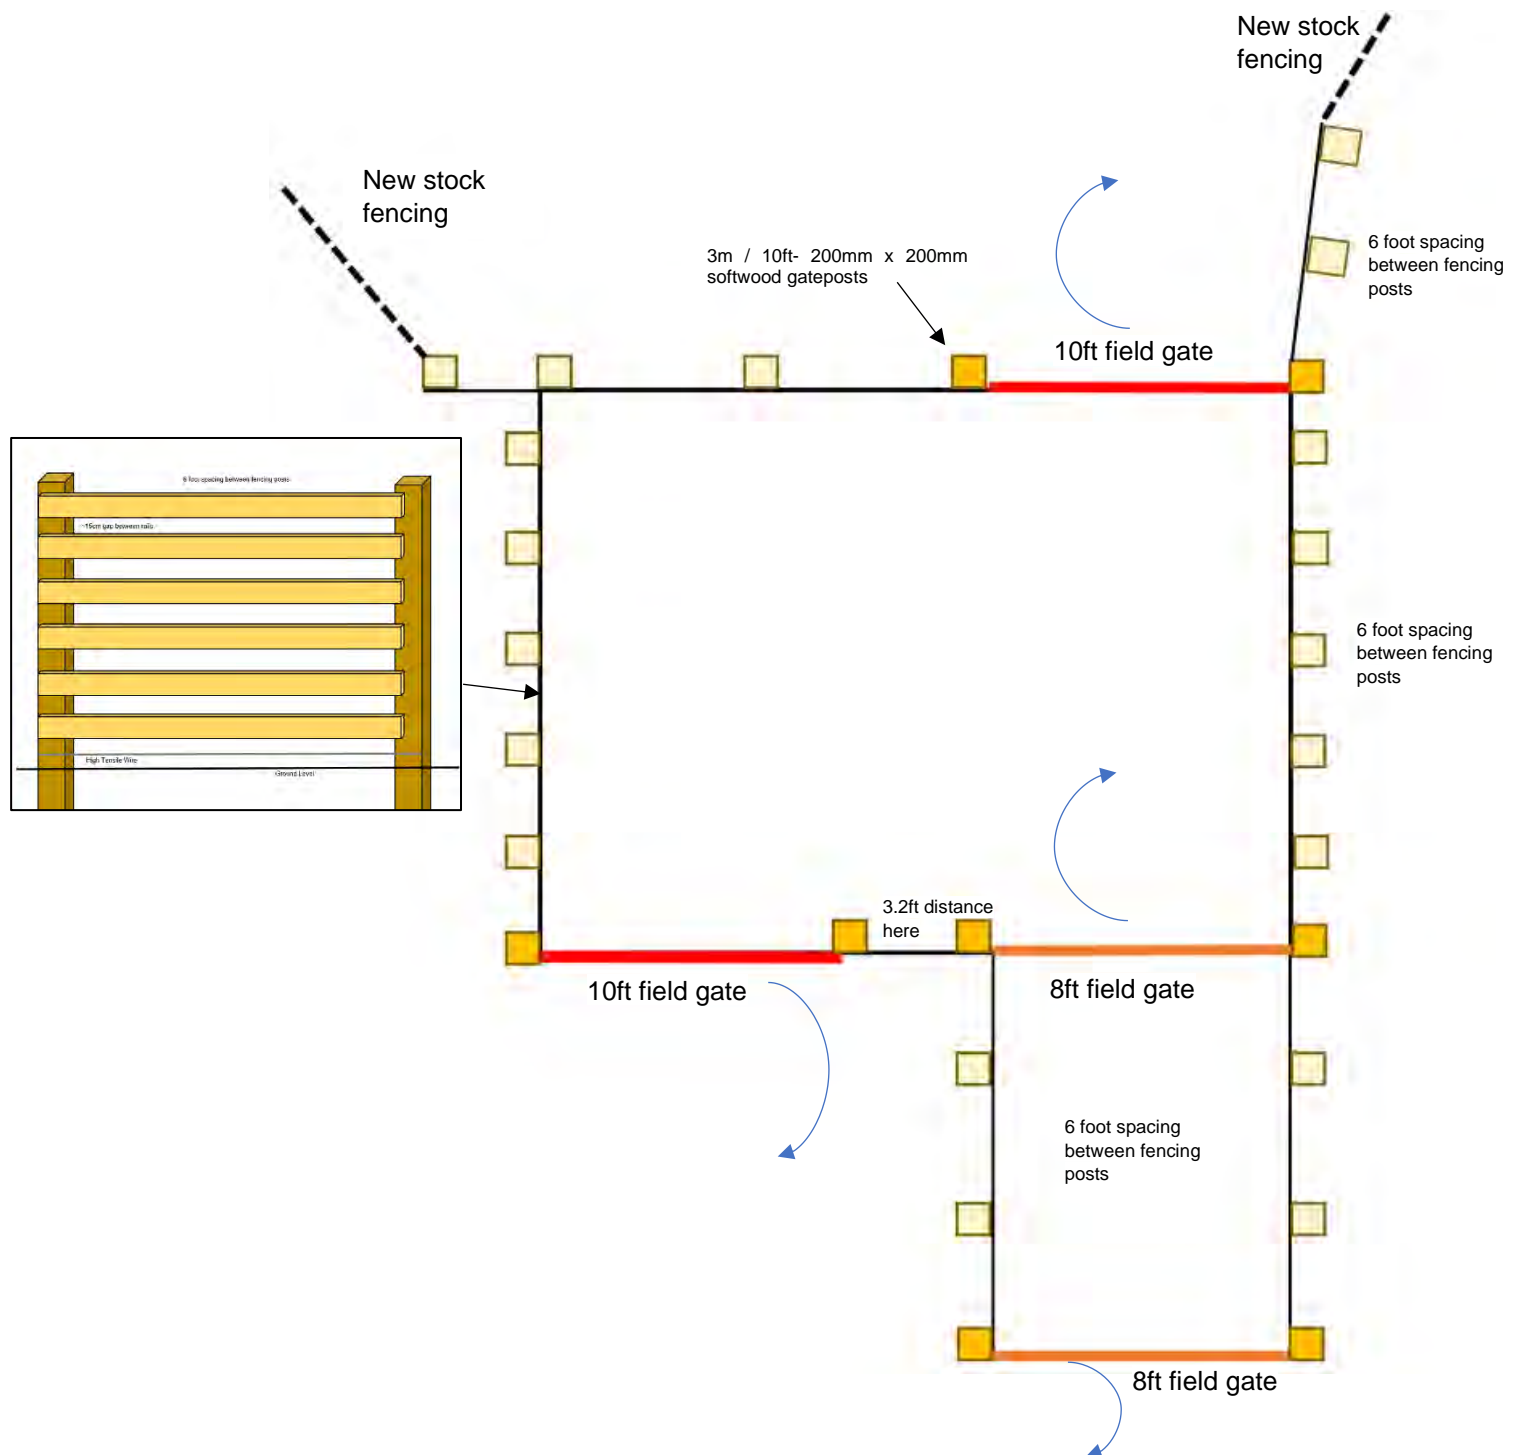 New stock
fencing
New stock
fencing
3m / 10ft- 200mm x 200mm
softwood gateposts
6 foot spacing
between fencing
posts
10ft field gate
6 foot spacing between fencing posts
~15cm gap between rails
High Tensile Wire
Ground Level
6 foot spacing
between fencing
posts
3.2ft distance
here
10ft field gate
8ft field gate
6 foot spacing
between fencing
posts
8ft field gate